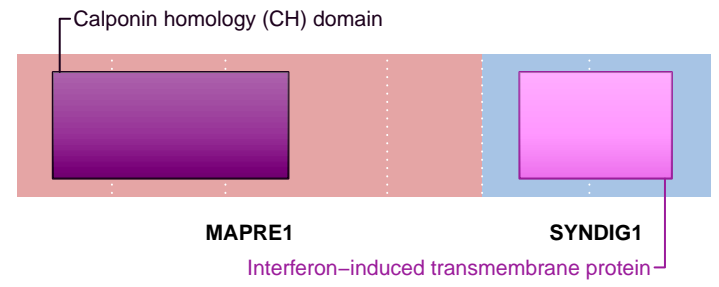 Calponin homology (CH) domain
MAPRE1 SYNDIG1
Interferon−induced transmembrane protein